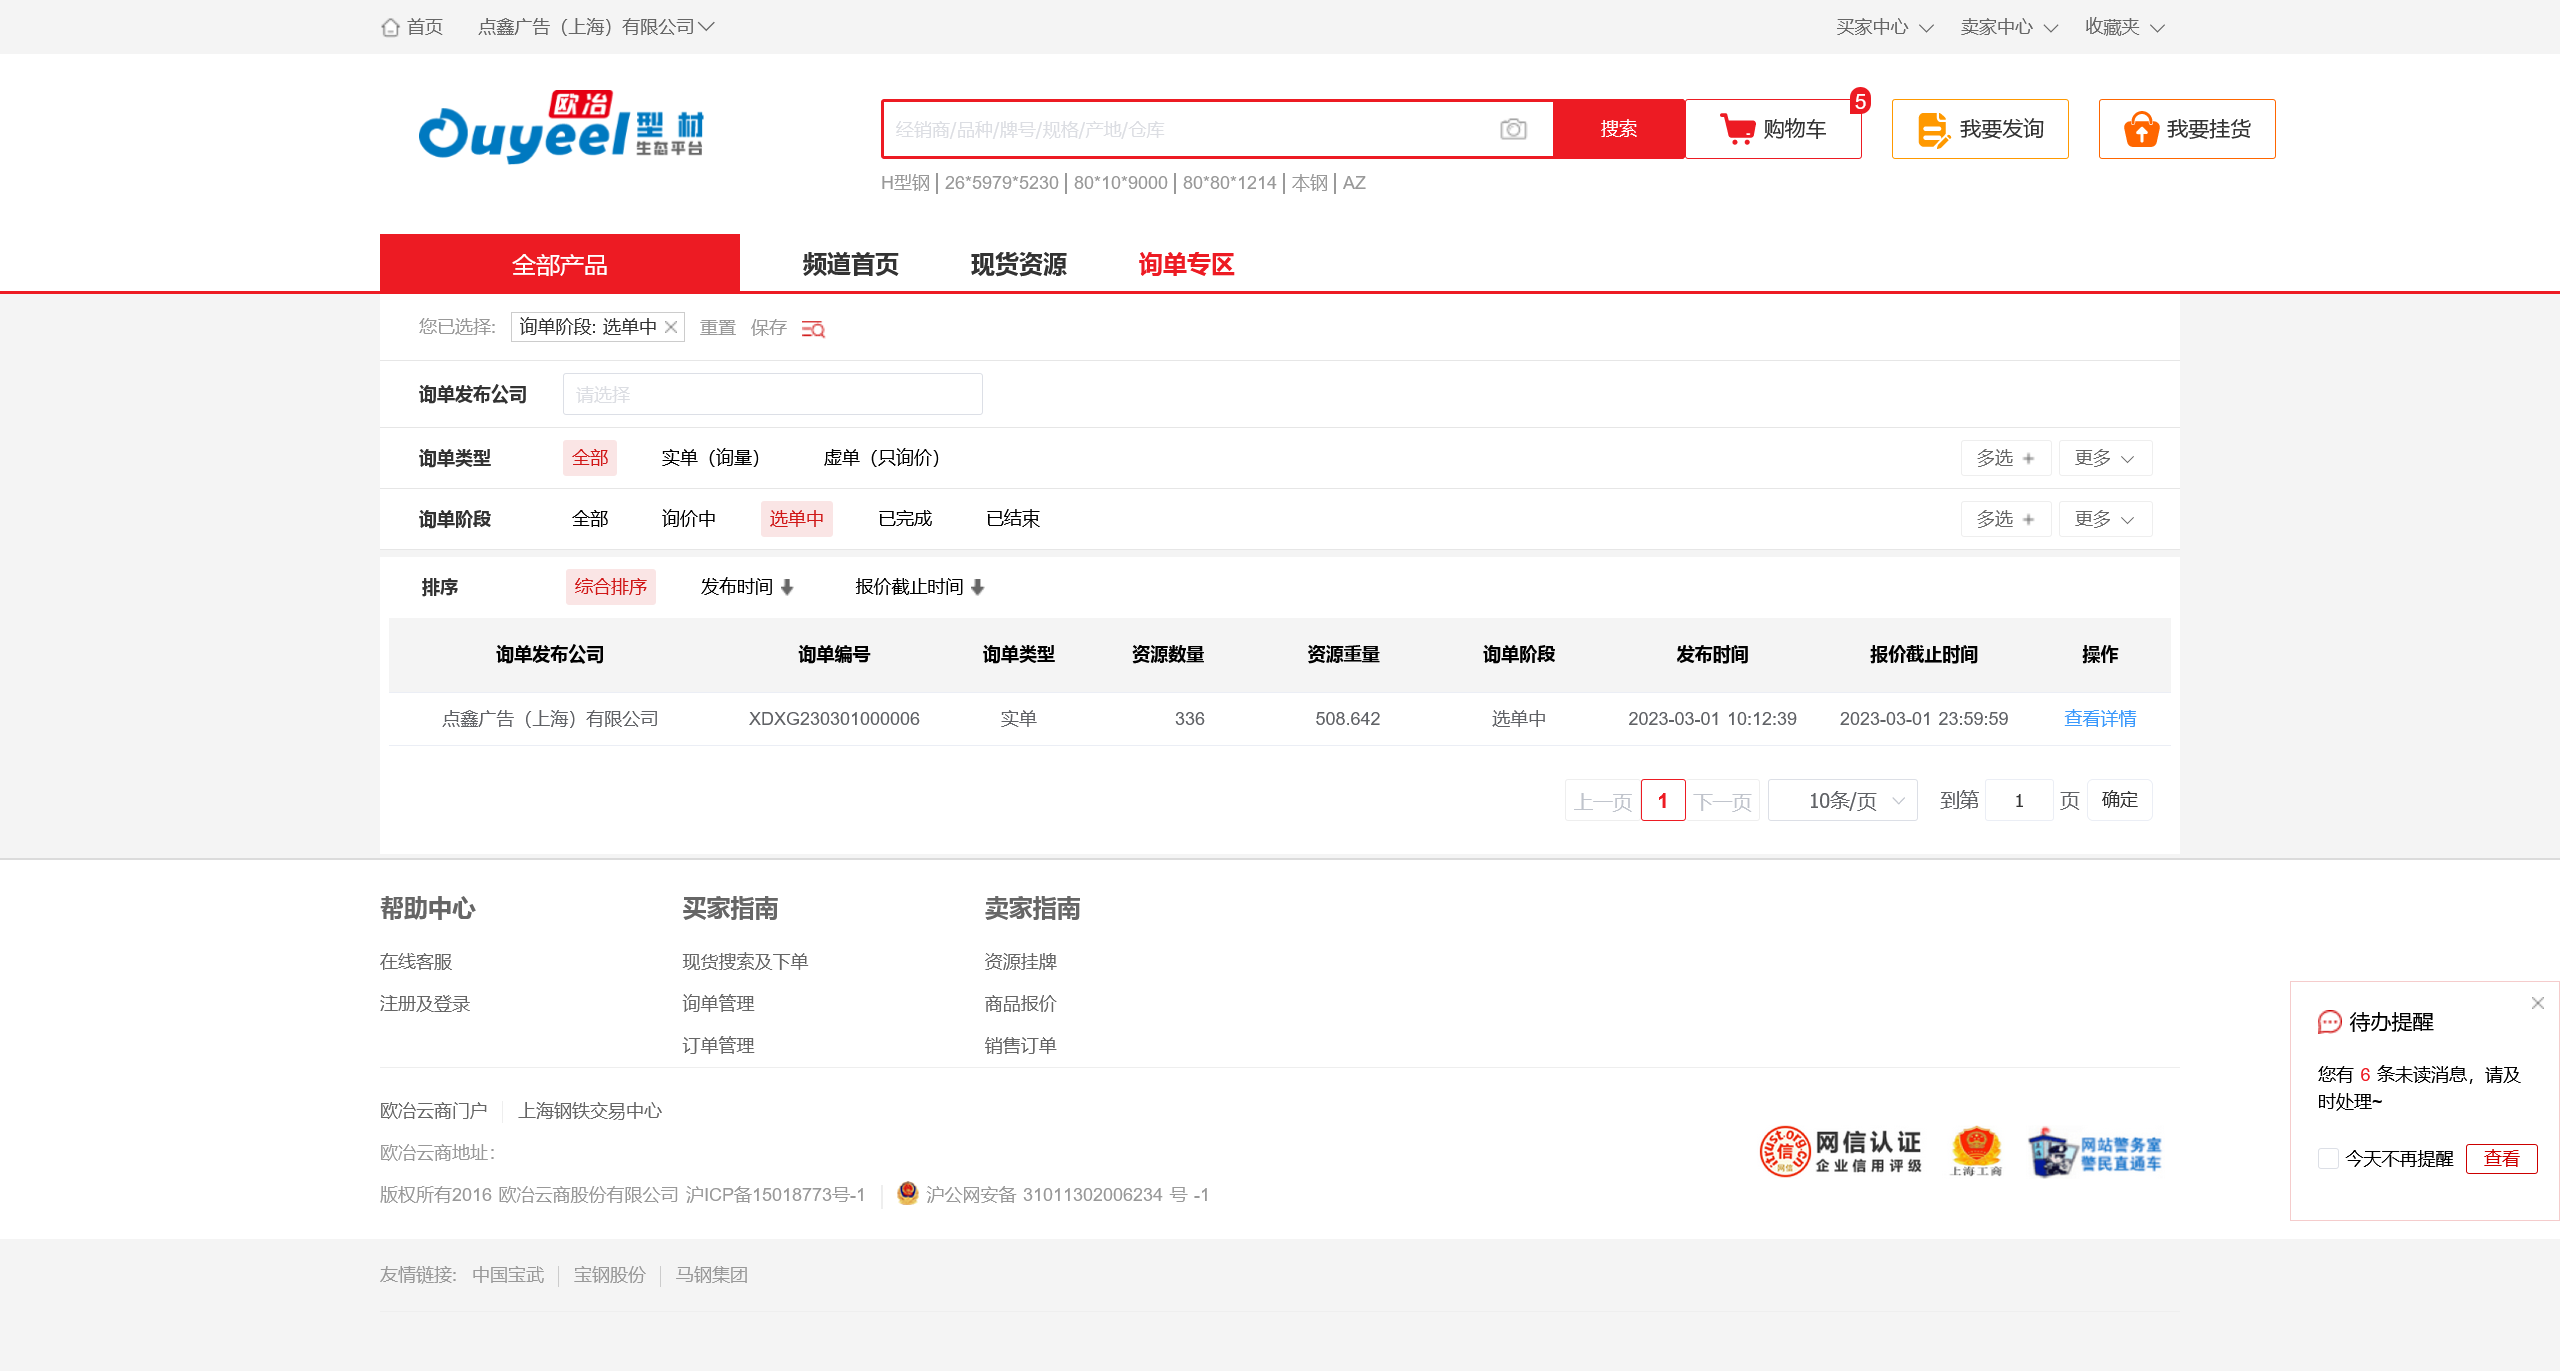 首页 点鑫广告（上海）有限公司 买家中心 卖家中心 收藏夹
欧冶 Ouyeel 型材 生态平台
经销商/品种/牌号/规格/产地/仓库 搜索 购物车 5 我要发询 我要挂货
H型钢 | 26*5979*5230 | 80*10*9000 | 80*80*1214 | 本钢 | AZ
全部产品 频道首页 现货资源 询单专区
您已选择: 询单阶段: 选单中 重置 保存
询单发布公司 请选择
询单类型 全部 实单（询量） 虚单（只询价） 多选 + 更多
询单阶段 全部 询价中 选单中 已完成 已结束 多选 + 更多
排序 综合排序 发布时间 报价截止时间
询单发布公司 询单编号 询单类型 资源数量 资源重量 询单阶段 发布时间 报价截止时间 操作
点鑫广告（上海）有限公司 XDXG230301000006 实单 336 508.642 选单中 2023-03-01 10:12:39 2023-03-01 23:59:59 查看详情
上一页 1 下一页 10条/页 到第 1 页 确定
帮助中心 买家指南 卖家指南
在线客服 现货搜索及下单 资源挂牌
注册及登录 询单管理 商品报价
订单管理 销售订单
待办提醒
您有 6 条未读消息，请及
时处理~
今天不再提醒 查看
欧冶云商门户 上海钢铁交易中心
欧冶云商地址：
版权所有2016 欧冶云商股份有限公司 沪ICP备15018773号-1 沪公网安备 31011302006234 号 -1
trust.org.cn 信 网信 网信认证 企业信用评级 上海工商 网站警务室 警民直通车
友情链接: 中国宝武 宝钢股份 马钢集团